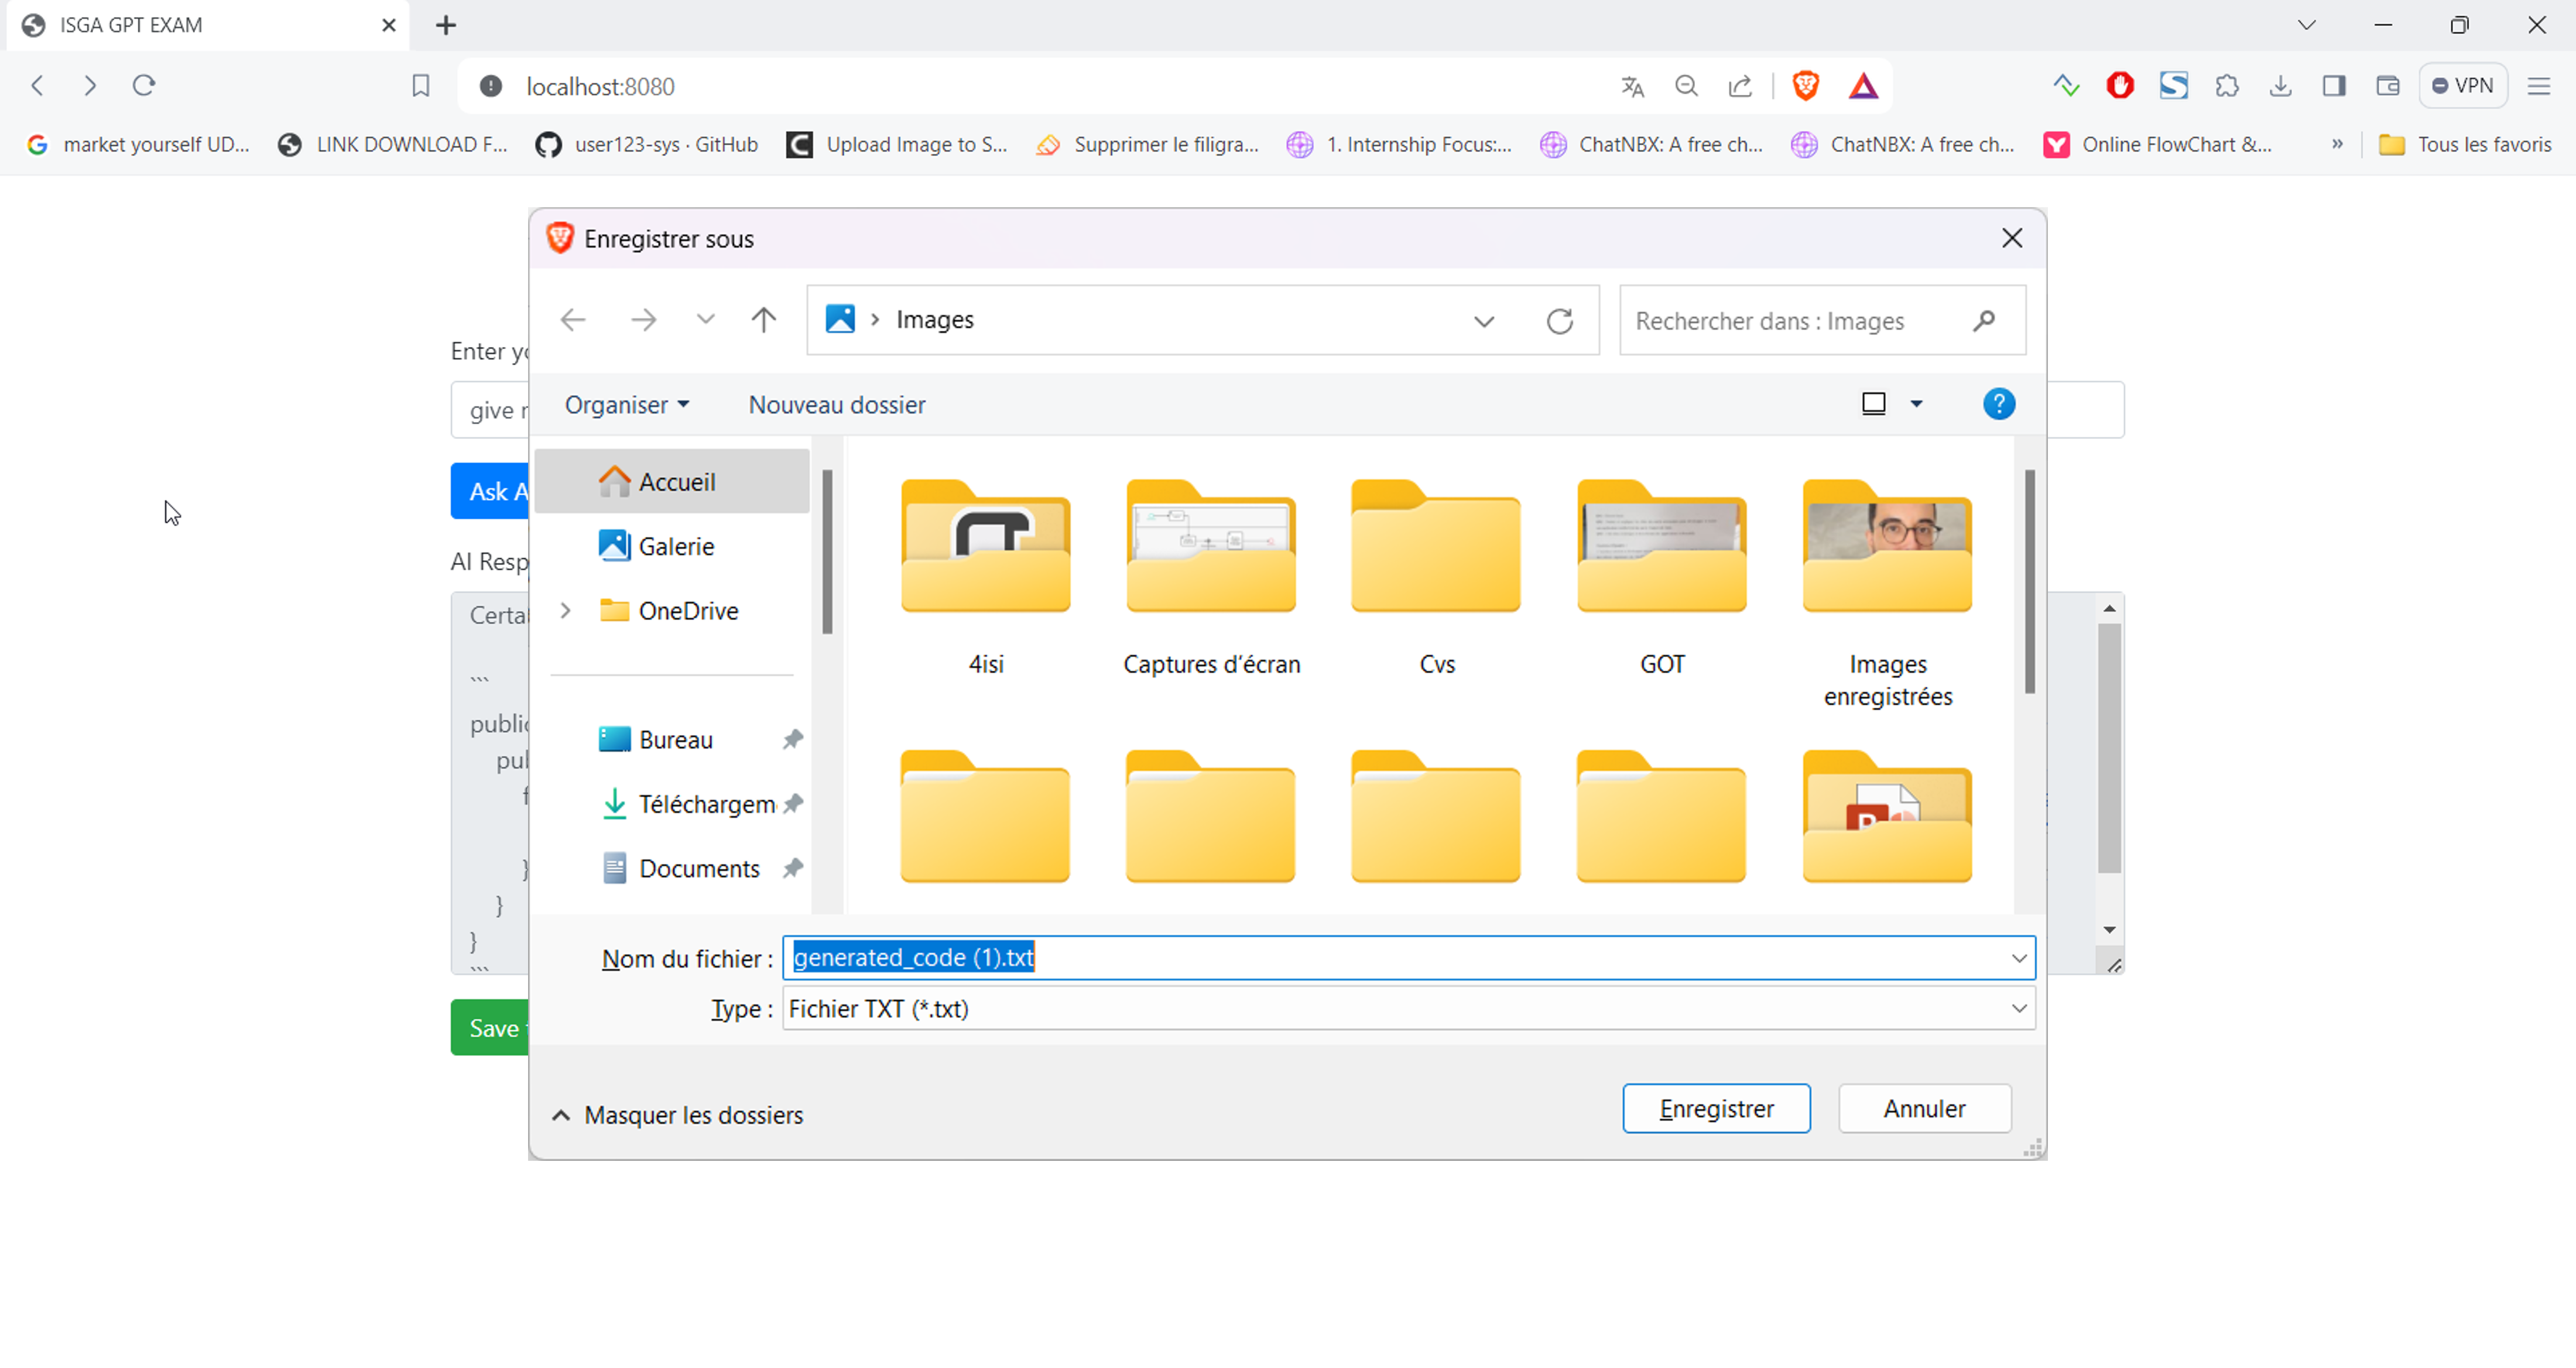 ISGA GPT EXAM
localhost:8080
VPN
market yourself UD...
LINK DOWNLOAD F...
user123-sys · GitHub
Upload Image to S...
Supprimer le filigra...
1. Internship Focus:...
ChatNBX: A free ch...
ChatNBX: A free ch...
Online FlowChart &...
»
Tous les favoris
Enregistrer sous
Images
Rechercher dans : Images
Organiser
Nouveau dossier
Accueil
Galerie
OneDrive
Bureau
Téléchargem
Documents
4isi
Captures d'écran
Cvs
GOT
Images
enregistrées
Nom du fichier :
generated_code (1).txt
Type :
Fichier TXT (*.txt)
Masquer les dossiers
Enregistrer
Annuler
Enter yo
give
Ask A
AI Resp
Certa
```
public
pul
f
}
}
}
```
Save